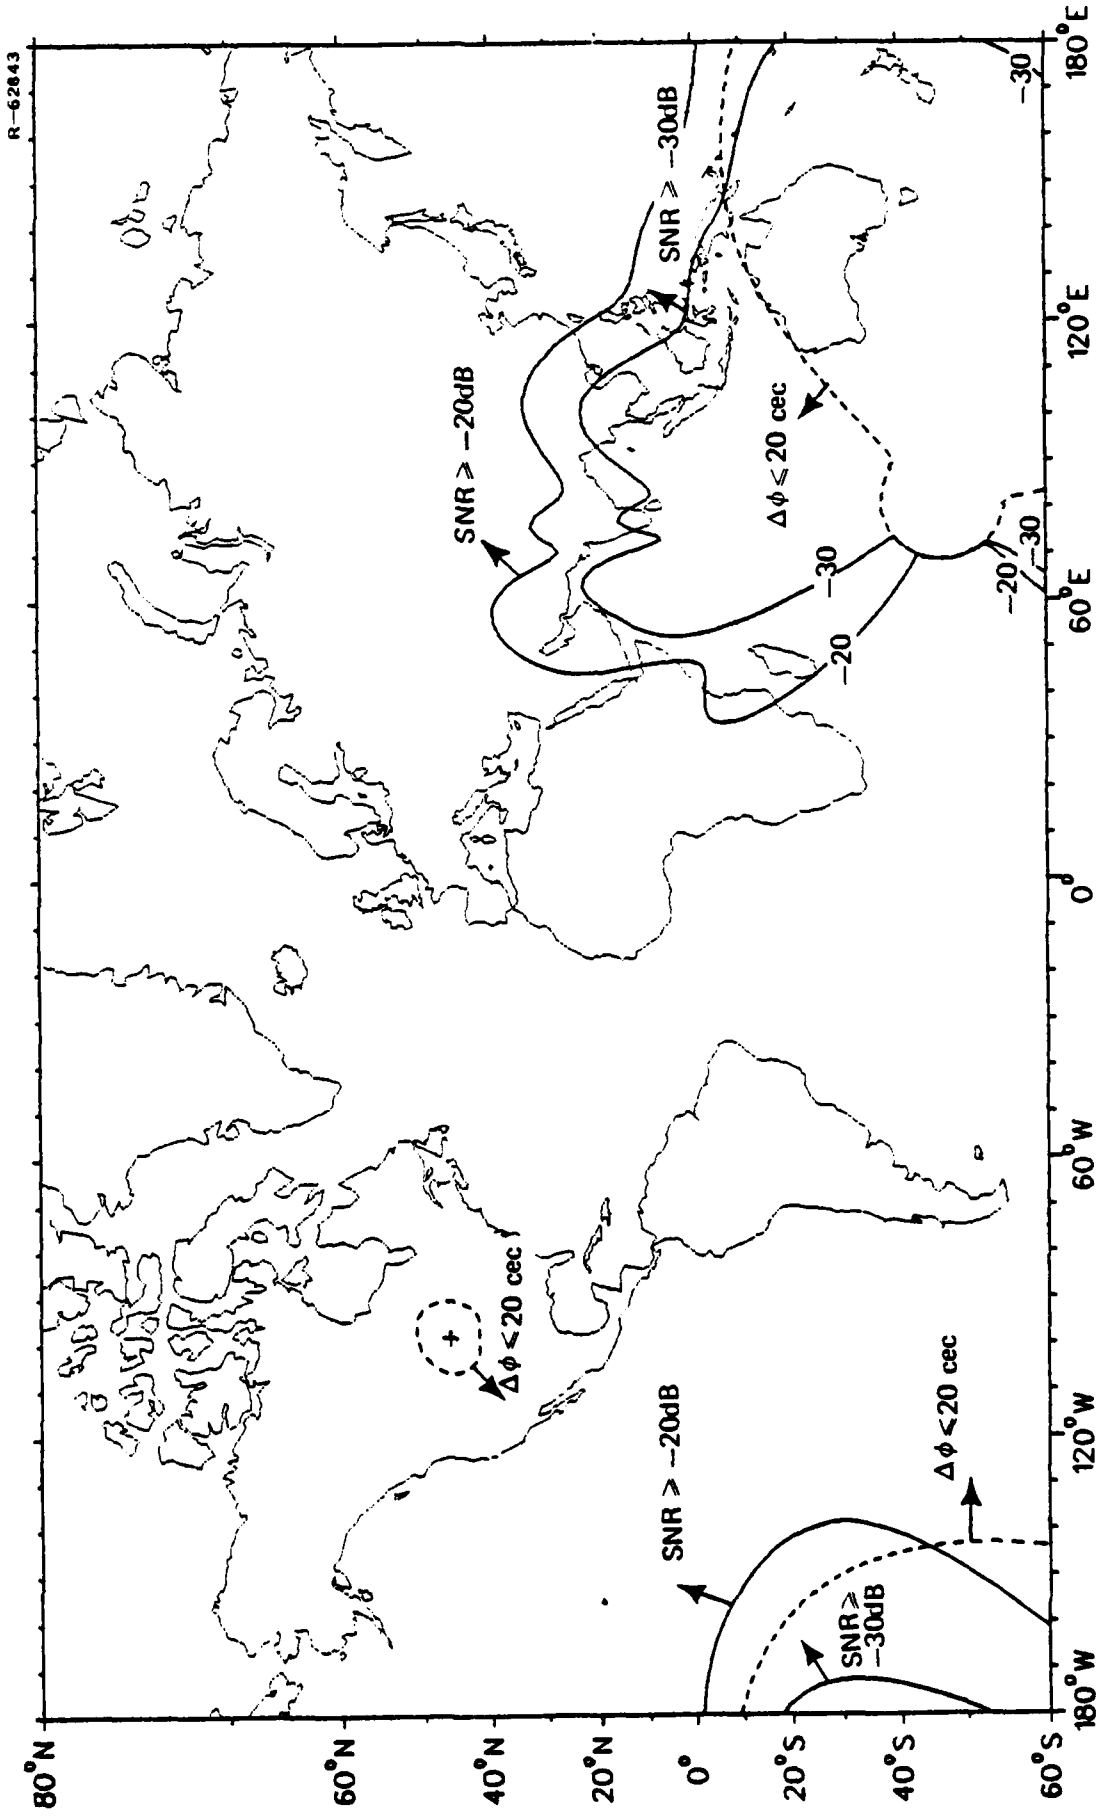 R-62843
80°N
60°N
40°N
20°N
0°
20°S
40°S
60°S
180°W
120°W
60°W
0°
60°E
120°E
180°E
SNR ≥ -20dB
SNR ≥ -30dB
Δφ ≤ 20 cec
Δφ ≤ 20 cec
-30
-20
-20
-30
-30
SNR ≥ -20dB
SNR ≥
-30dB
Δφ ≤ 20 cec